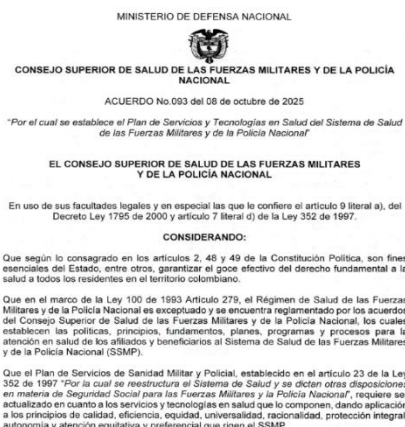 MINISTERIO DE DEFENSA NACIONAL
CONSEJO SUPERIOR DE SALUD DE LAS FUERZAS MILITARES Y DE LA POLICÍA
NACIONAL
ACUERDO No.093 del 08 de octubre de 2025
"Por el cual se establece el Plan de Servicios y Tecnologías en Salud del Sistema de Salud
de las Fuerzas Militares y de la Policía Nacional"
EL CONSEJO SUPERIOR DE SALUD DE LAS FUERZAS MILITARES
Y DE LA POLICÍA NACIONAL
En uso de sus facultades legales y en especial las que le confiere el artículo 9 literal a), del
Decreto Ley 1795 de 2000 y artículo 7 literal d) de la Ley 352 de 1997.
CONSIDERANDO:
Que según lo consagrado en los artículos 2, 48 y 49 de la Constitución Política, son fines
esenciales del Estado, entre otros, garantizar el goce efectivo del derecho fundamental a la
salud a todos los residentes en el territorio colombiano.
Que en el marco de la Ley 100 de 1993 Artículo 279, el Régimen de Salud de las Fuerzas
Militares y de la Policía Nacional es exceptuado y se encuentra reglamentado por los acuerdos
del Consejo Superior de Salud de las Fuerzas Militares y de la Policía Nacional, los cuales
establecen las políticas, principios, fundamentos, planes, programas y procesos para la
atención en salud de los afiliados y beneficiarios al Sistema de Salud de las Fuerzas Militares
y de la Policía Nacional (SSMP).
Que el Plan de Servicios de Sanidad Militar y Policial, establecido en el artículo 23 de la Ley
352 de 1997 "Por la cual se reestructura el Sistema de Salud y se dictan otras disposiciones
en materia de Seguridad Social para las Fuerzas Militares y la Policía Nacional", requiere ser
actualizado en cuanto a los servicios y tecnologías en salud que lo componen, dando aplicación
a los principios de calidad, eficiencia, equidad, universalidad, racionalidad, protección integral,
autonomía y atención equitativa y preferencial que rigen el SSMP.